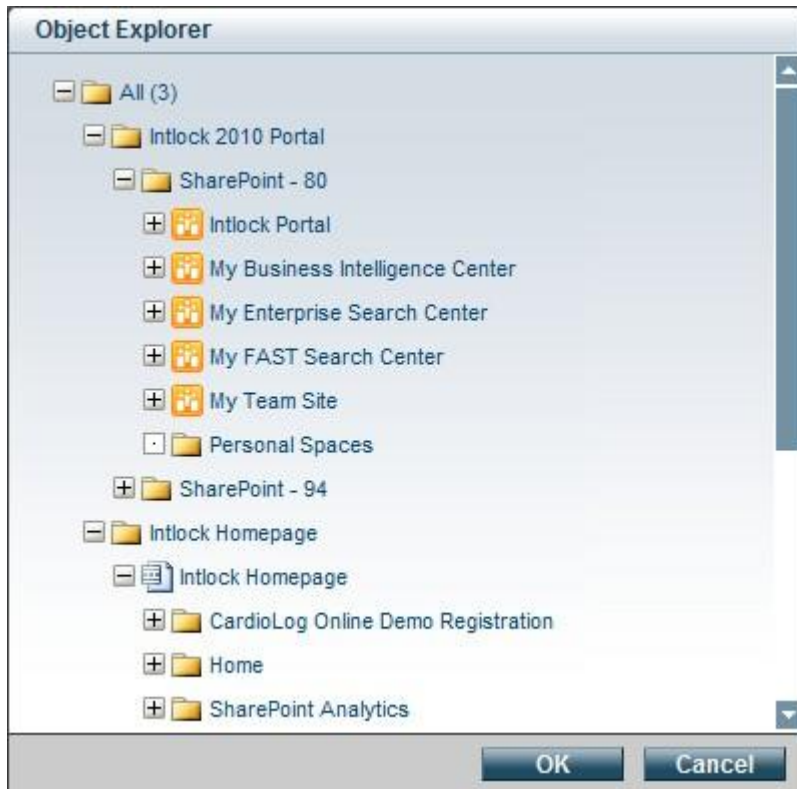 Object Explorer
All (3)
Intlock 2010 Portal
SharePoint - 80
Intlock Portal
My Business Intelligence Center
My Enterprise Search Center
My FAST Search Center
My Team Site
Personal Spaces
SharePoint - 94
Intlock Homepage
Intlock Homepage
CardioLog Online Demo Registration
Home
SharePoint Analytics
OK Cancel